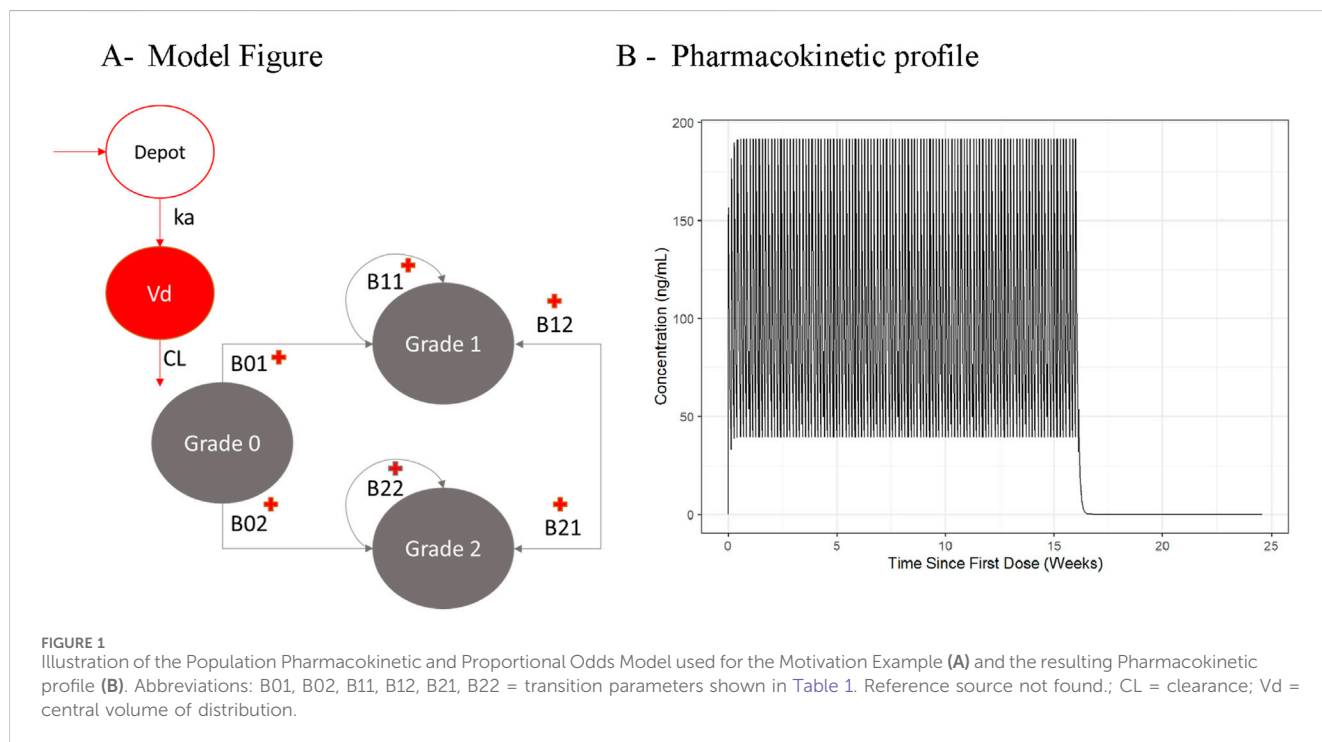 A- Model Figure
Depot
ka
Vd
CL
B01
B02
Grade 0
B11
Grade 1
B12
B22
Grade 2
B21
B - Pharmacokinetic profile
Concentration (ng/mL)
200
150
100
50
0
0 5 10 15 20 25
Time Since First Dose (Weeks)
FIGURE 1
Illustration of the Population Pharmacokinetic and Proportional Odds Model used for the Motivation Example (A) and the resulting Pharmacokinetic
profile (B). Abbreviations: B01, B02, B11, B12, B21, B22 = transition parameters shown in Table 1. Reference source not found.; CL = clearance; Vd =
central volume of distribution.